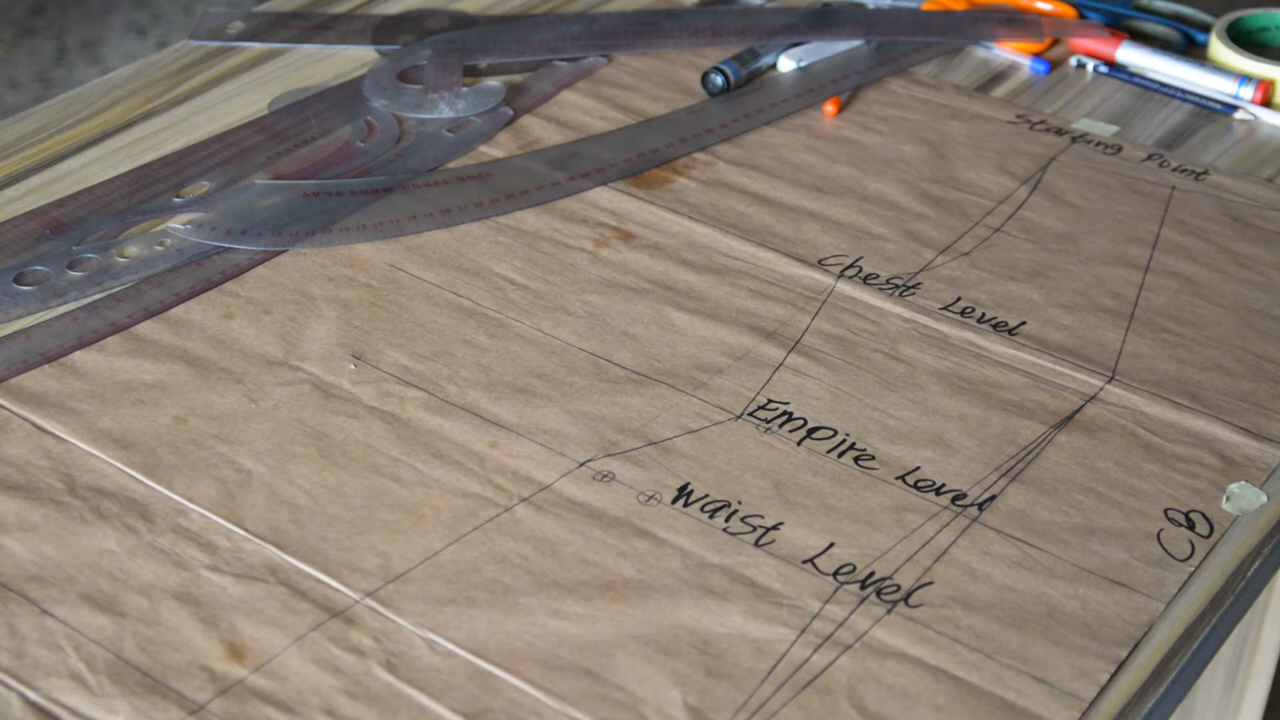 Starting Point
Chest Level
Empire Level
Waist Level
CB